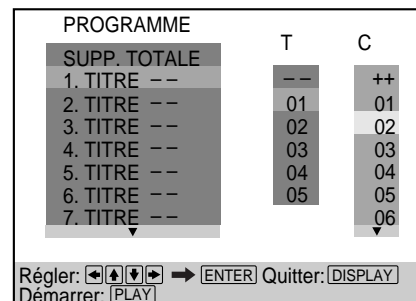 PROGRAMME
T C
SUPP. TOTALE
1. TITRE – – – – ++
2. TITRE – – 01 01
3. TITRE – – 02 02
4. TITRE – – 03 03
5. TITRE – – 04 04
6. TITRE – – 05 05
7. TITRE – – 06
Régler: ENTER Quitter: DISPLAY
Démarrer: PLAY